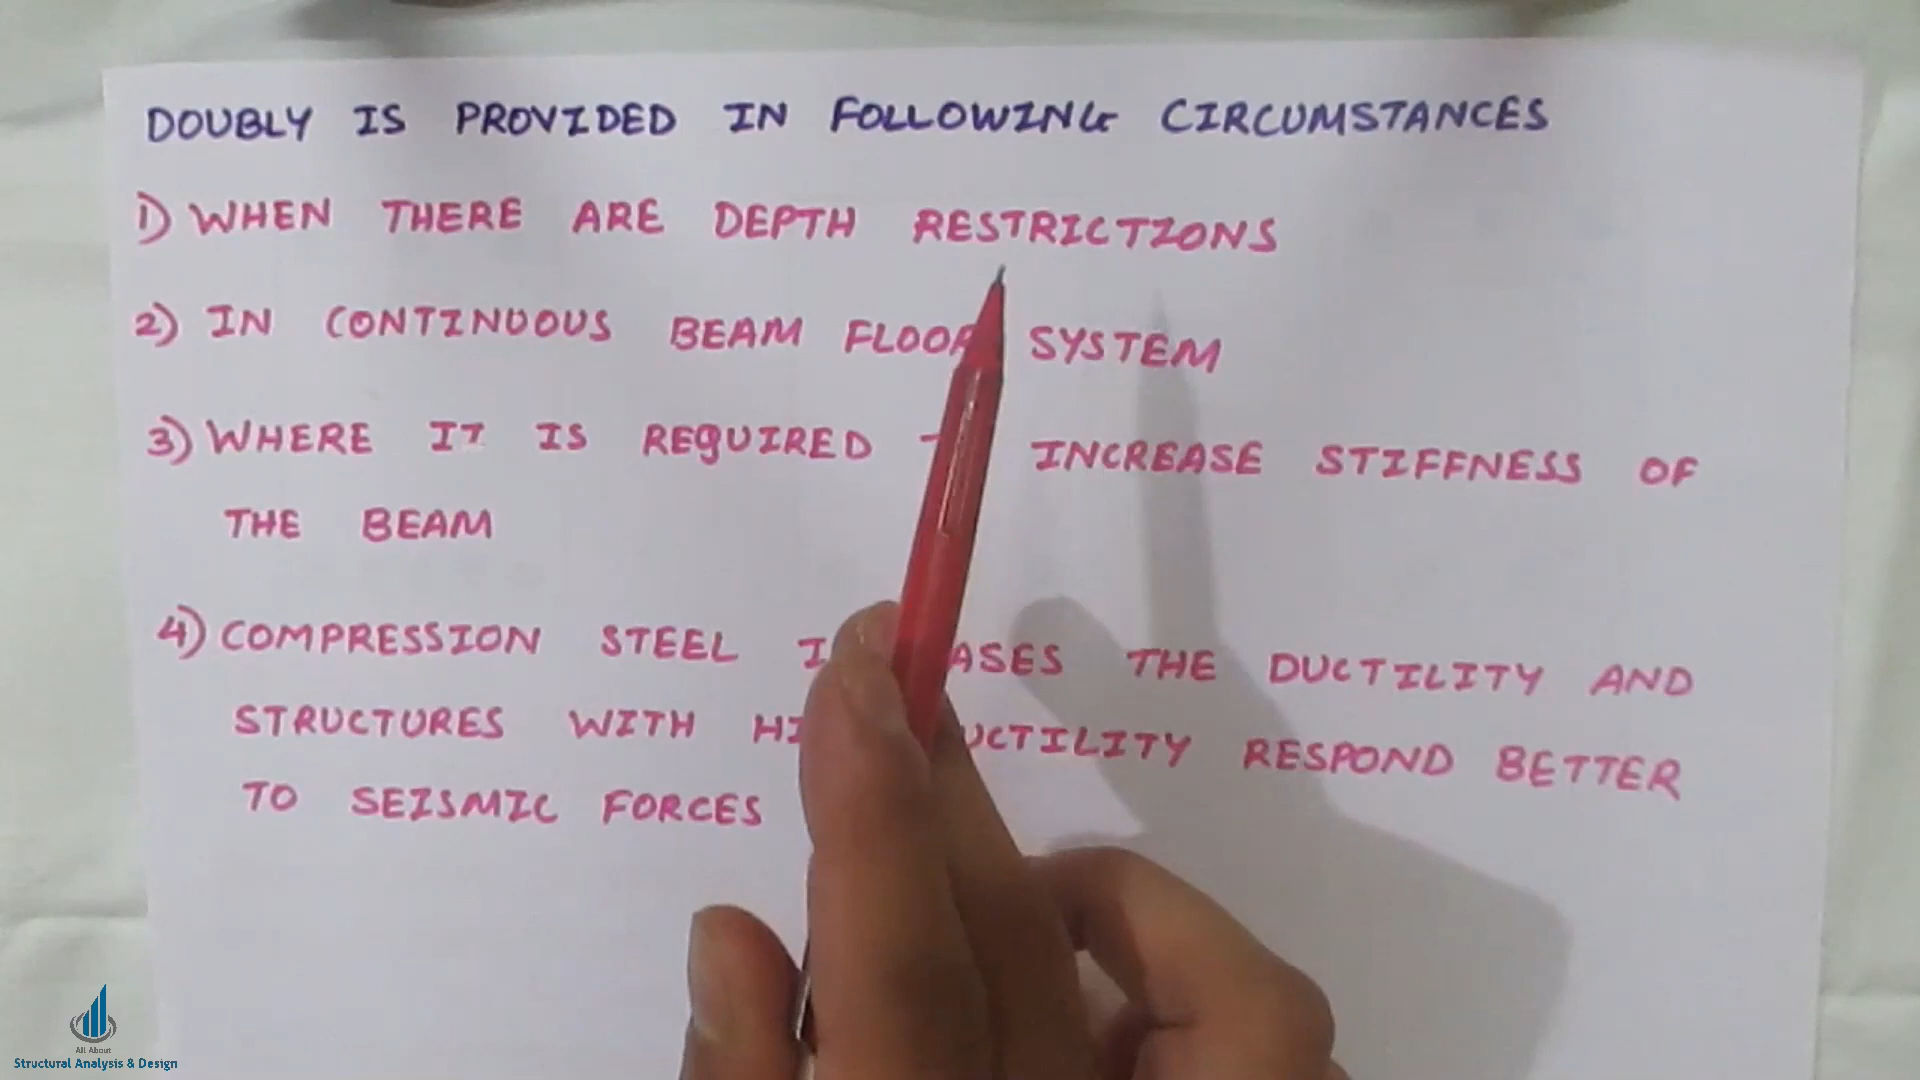 DOUBLY IS PROVIDED IN FOLLOWING CIRCUMSTANCES
1) WHEN THERE ARE DEPTH RESTRICTIONS
2) IN CONTINUOUS BEAM FLOOR SYSTEM
3) WHERE IT IS REQUIRED INCREASE STIFFNESS OF
THE BEAM
4) COMPRESSION STEEL THE DUCTILITY AND
STRUCTURES WITH RESPOND BETTER
TO SEISMIC FORCES
All About
Structural Analysis & Design